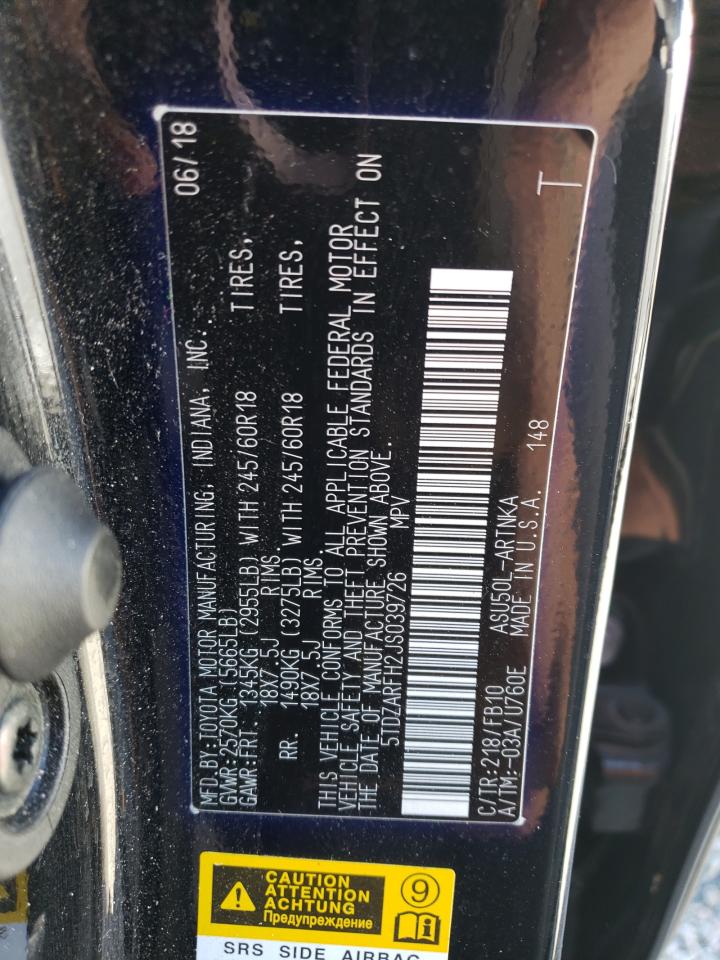 MFD.BY:TOYOTA MOTOR MANUFACTURING, INDIANA, INC. 06/18
GVWR:2570KG (5665LB)
GAWR:FRT. 1345KG (2955LB) WITH 245/60R18 TIRES,
18X7.5J RIMS.
RR. 1490KG (3275LB) WITH 245/60R18 TIRES,
18X7.5J RIMS.
THIS VEHICLE CONFORMS TO ALL APPLICABLE FEDERAL MOTOR
VEHICLE SAFETY AND THEFT PREVENTION STANDARDS IN EFFECT ON
THE DATE OF MANUFACTURE SHOWN ABOVE.
5TDZARFH2JS039726 MPV
C/TR:218/FB10 ASU50L-ARTNKA
A/TM:-03A/U760E MADE IN U.S.A. 148
T
CAUTION
ATTENTION
ACHTUNG
Предупреждение
9
i
SRS SIDE AIRBAG